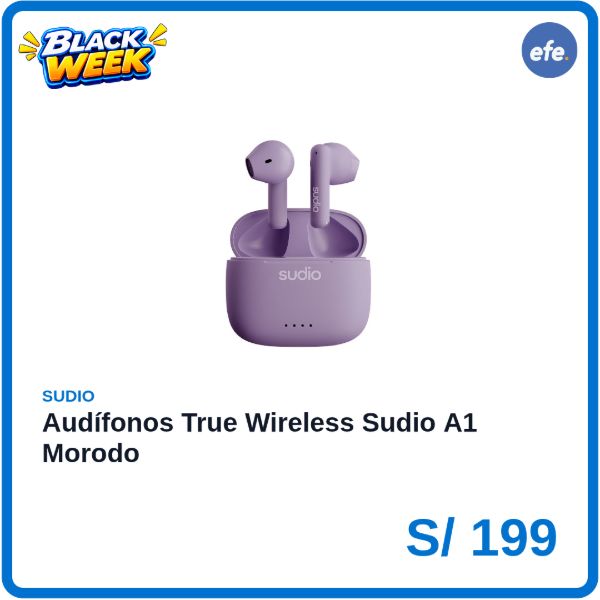 BLACK
WEEK
efe.
sudio
sudio
SUDIO
Audífonos True Wireless Sudio A1
Morodo
S/ 199